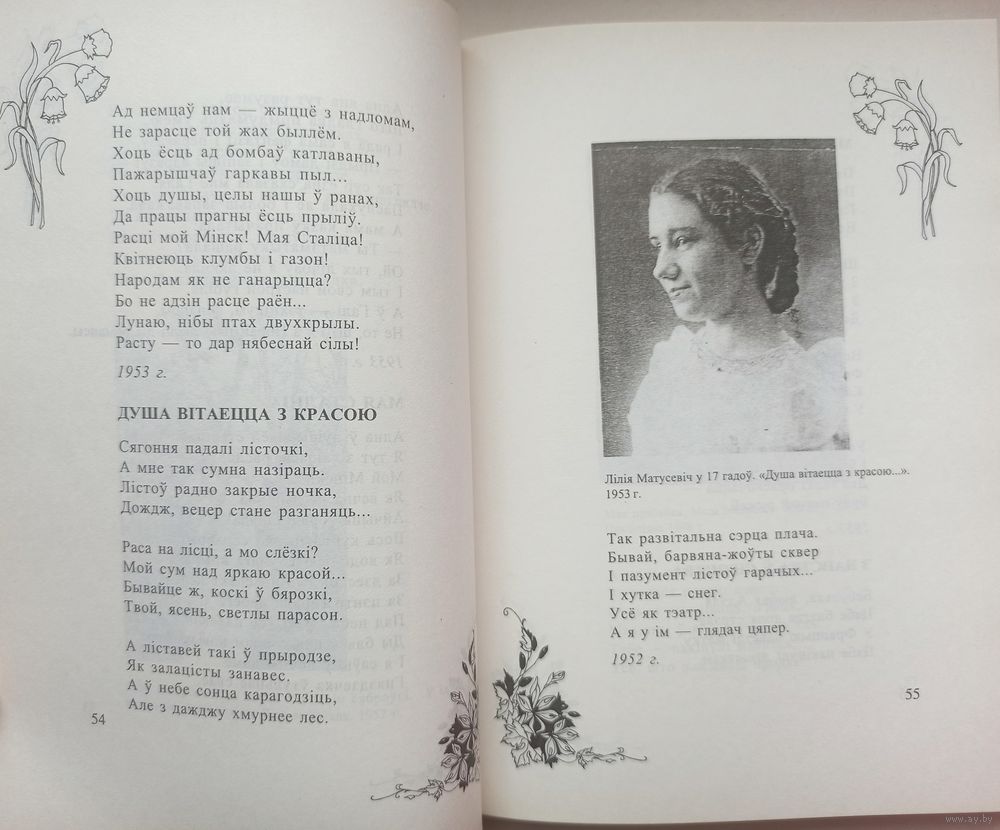 Ад немцаў нам — жыццё з надломам,
Не зарасце той жах быллём.
Хоць ёсць ад бомбаў катлаваны,
Пажарышчаў гаркавы пыл...
Хоць душы, целы нашы ў ранах,
Да працы прагны ёсць прыліў.
Расці мой Мінск! Мая Сталіца!
Квітнеюць клумбы і газон!
Народам як не ганарыцца?
Бо не адзін расце раён...
Лунаю, нібы птах двухкрылы.
Расту — то дар нябеснай сілы!
1953 г.
ДУША ВІТАЕЦЦА З КРАСОЮ
Сягоння падалі лісточкі,
А мне так сумна назіраць.
Лістоў радно закрые ночка,
Дождж, вецер стане разганяць...
Раса на лісці, а мо слёзкі?
Мой сум над яркаю красой...
Бывайце ж, коскі ў бярозкі,
Твой, ясень, светлы парасон.
А ліставей такі ў прыродзе,
Як залацісты занавес.
А ў небе сонца карагодзіць,
Але з дажджу хмурнее лес.
54
Лілія Матусевіч у 17 гадоў. «Душа вітаецца з красою...».
1953 г.
Так развітальна сэрца плача.
Бывай, барвяна-жоўты сквер
І пазумент лістоў гарачых...
І хутка — снег.
Усё як тэатр...
А я у ім — глядач цяпер.
1952 г.
55
www.ay.by